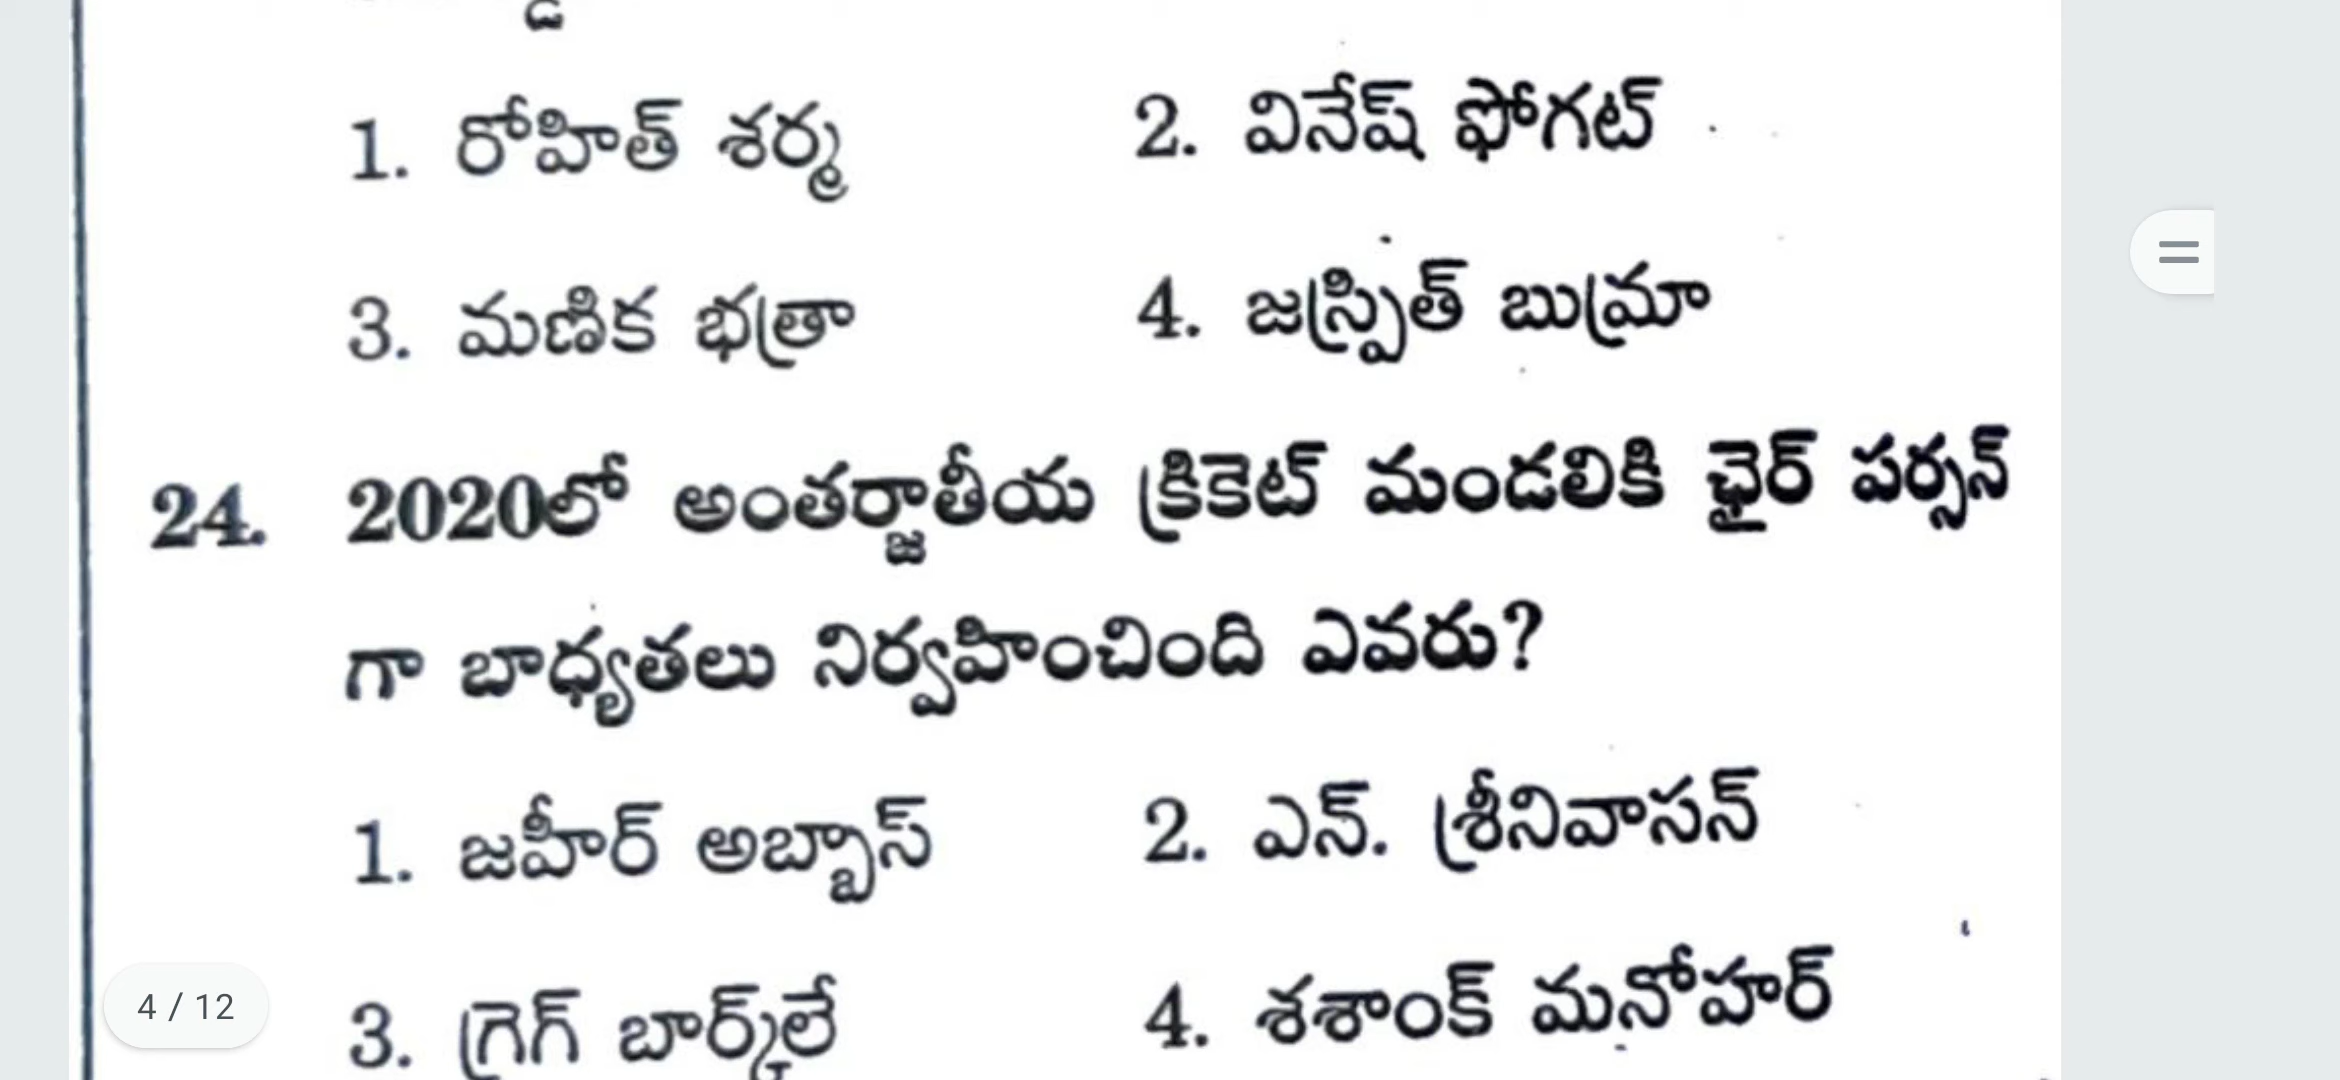 1. రోహిత్ శర్మ 2. వినేష్ ఫోగట్
3. మణిక భత్రా 4. జస్ప్రిత్ బుమ్రా
24. 2020లో అంతర్జాతీయ క్రికెట్ మండలికి ఛైర్ పర్సన్
గా బాధ్యతలు నిర్వహించింది ఎవరు?
1. జహీర్ అబ్బాస్ 2. ఎన్. శ్రీనివాసన్
3. గ్రెగ్ బార్క్‌లే 4. శశాంక్ మనోహర్
4 / 12